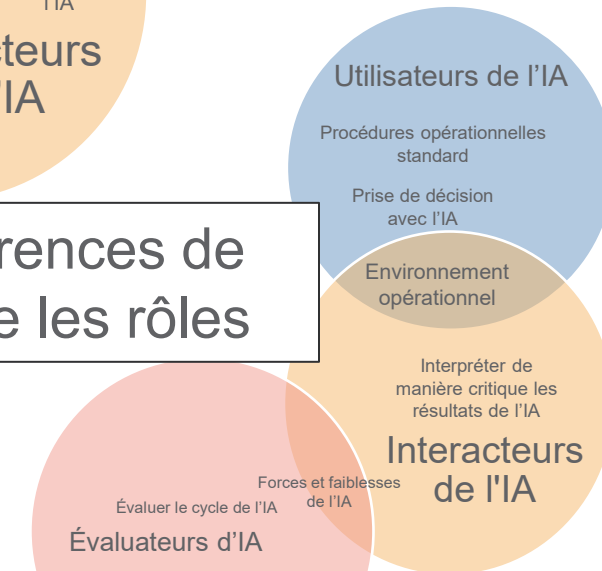 l'IA
cteurs
'IA
Utilisateurs de l'IA
Procédures opérationnelles
standard
Prise de décision
avec l'IA
rences de
e les rôles
Environnement
opérationnel
Interpréter de
manière critique les
résultats de l'IA
Interacteurs
de l'IA
Forces et faiblesses
de l'IA
Évaluer le cycle de l'IA
Évaluateurs d'IA